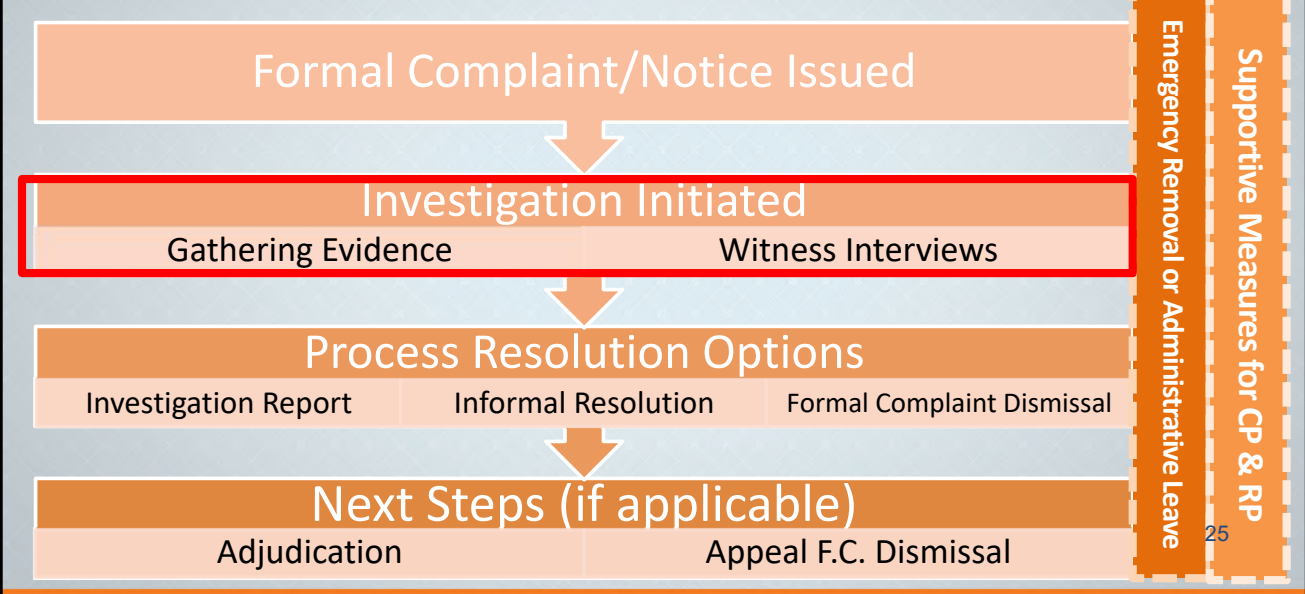 Formal Complaint/Notice Issued
Investigation Initiated
Gathering Evidence
Witness Interviews
Process Resolution Options
Investigation Report
Informal Resolution
Formal Complaint Dismissal
Next Steps (if applicable)
Adjudication
Appeal F.C. Dismissal
Emergency Removal or Administrative Leave
Supportive Measures for CP & RP
25